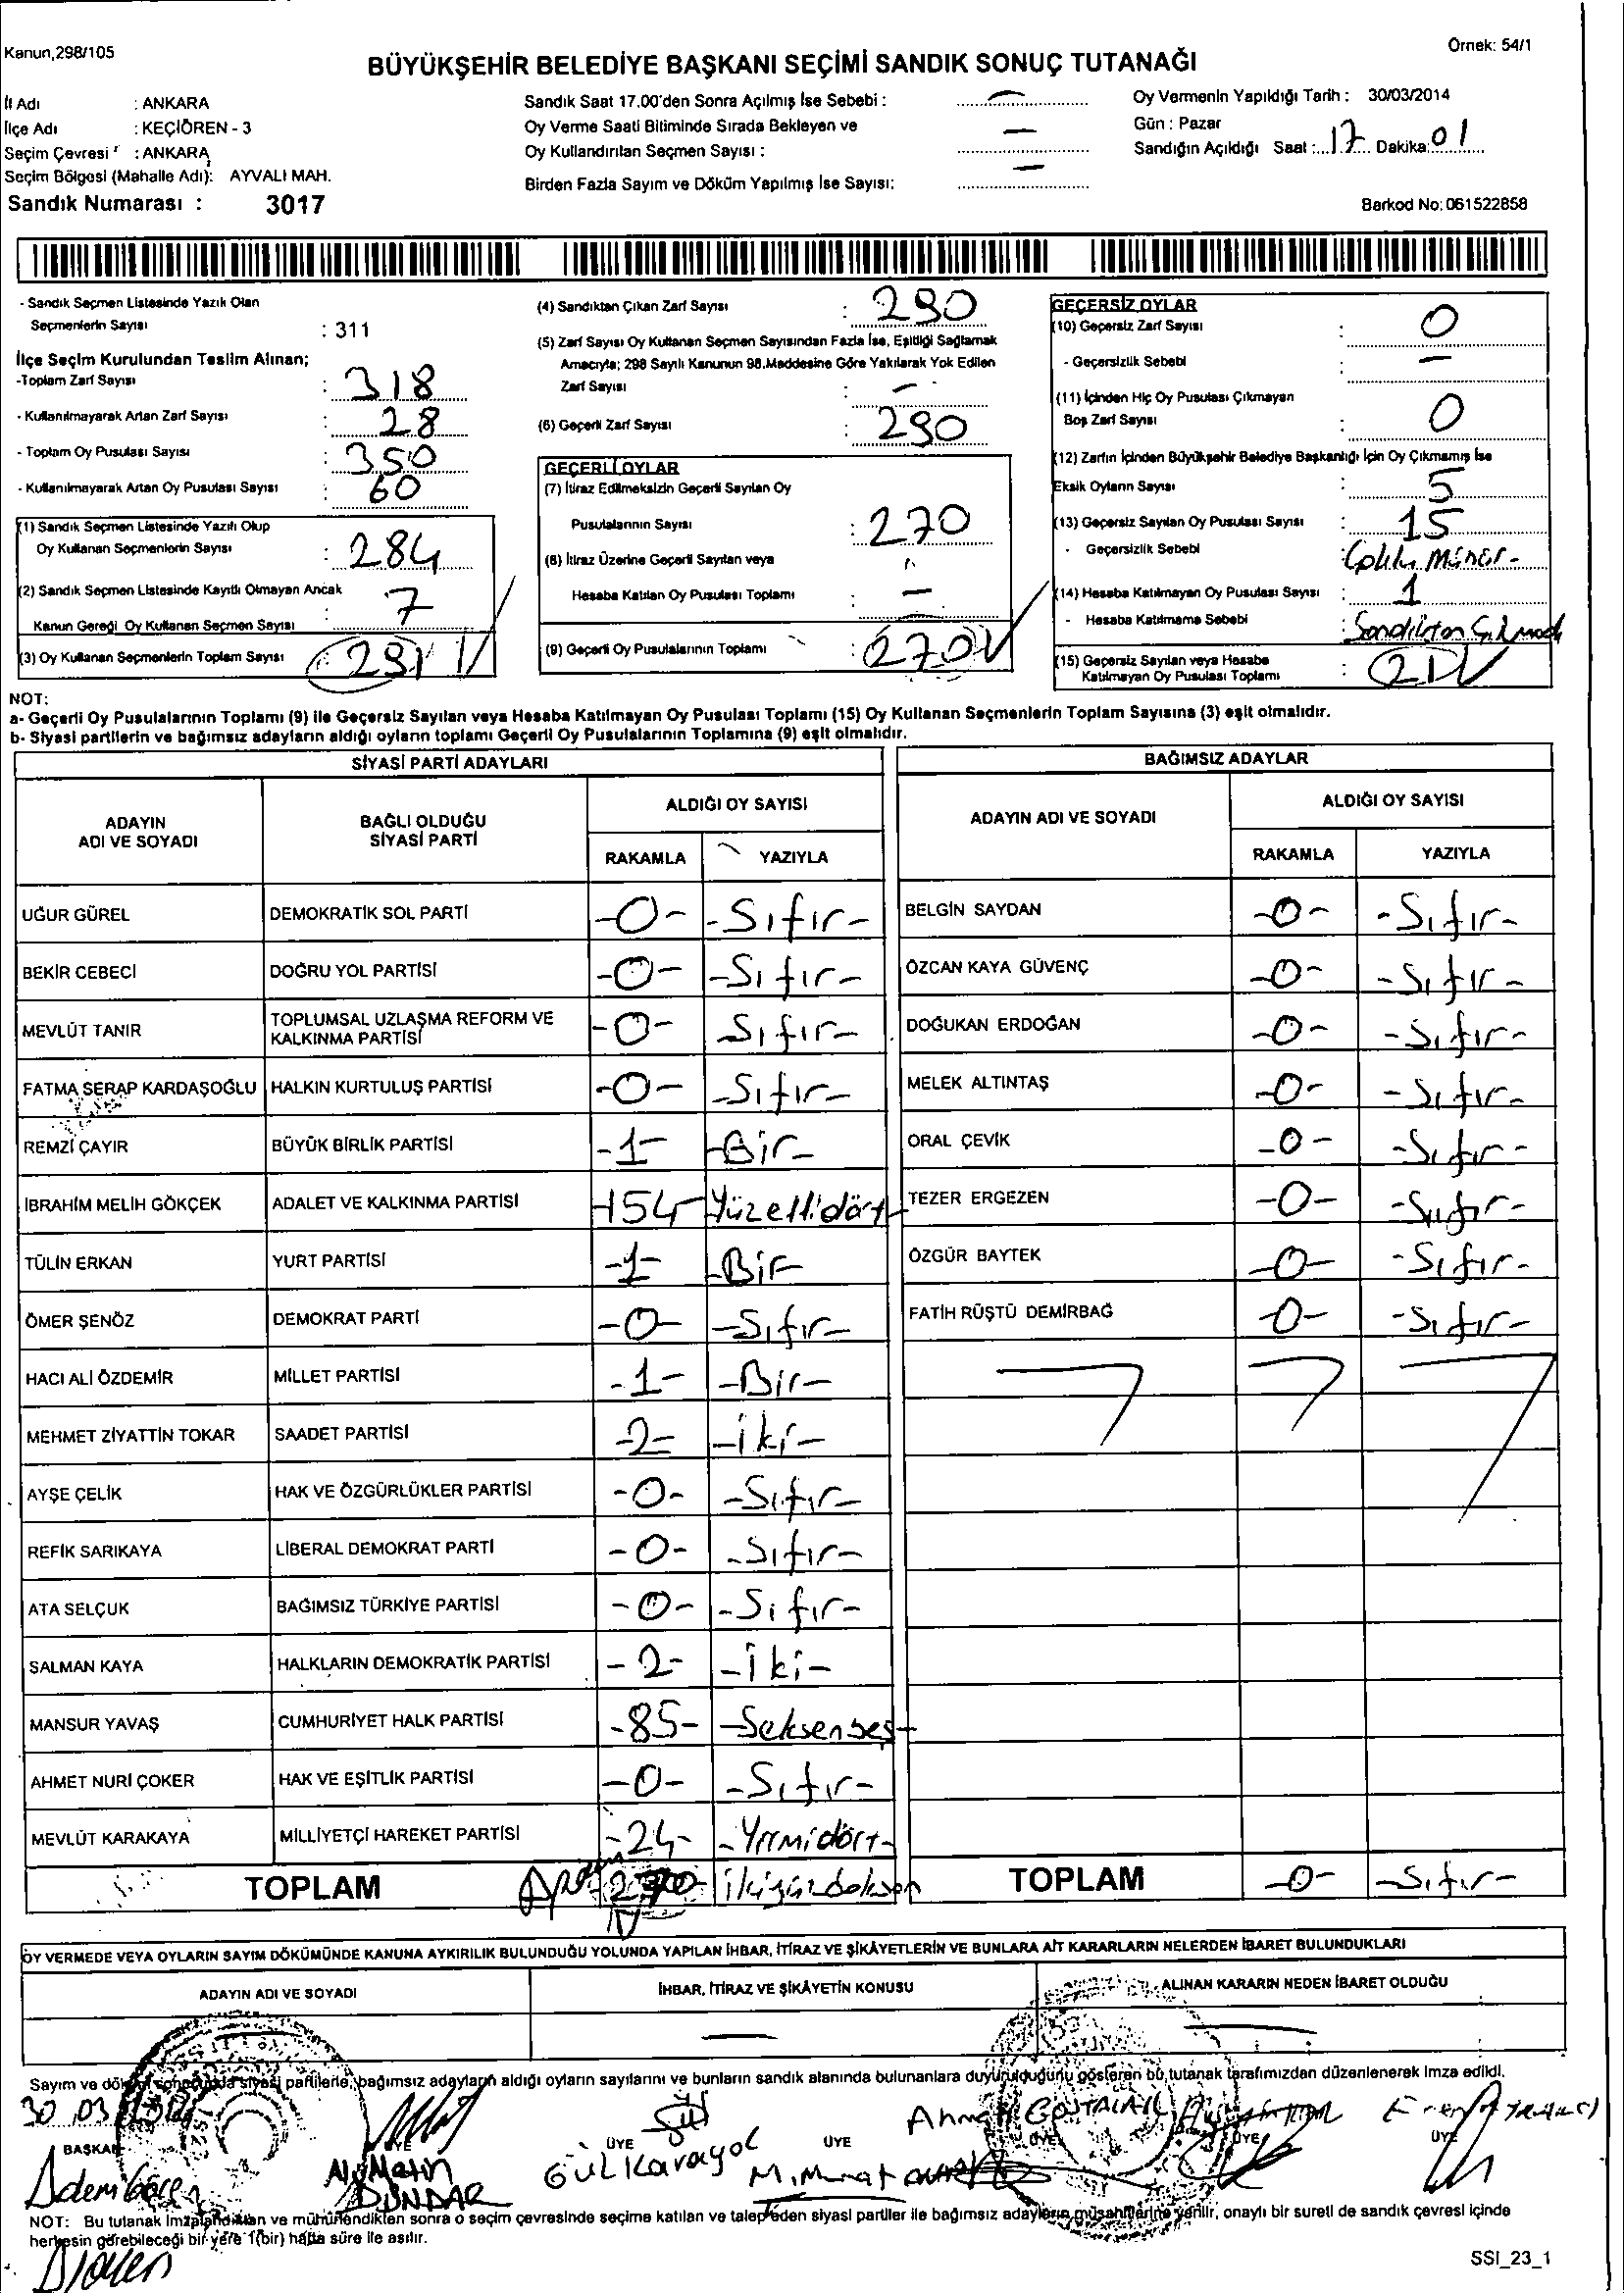 Kanun,298/105
Örnek: 54/1
BÜYÜKŞEHİR BELEDİYE BAŞKANI SEÇİMİ SANDIK SONUÇ TUTANAĞI
İl Adı : ANKARA
İlçe Adı : KEÇİÖREN - 3
Seçim Çevresi : ANKARA
Seçim Bölgesi (Mahalle Adı): AYVALI MAH.
Sandık Numarası : 3017
Sandık Saat 17.00'den Sonra Açılmış İse Sebebi :
Oy Verme Saati Bitiminde Sırada Bekleyen ve
Oy Kullandırılan Seçmen Sayısı : —
Birden Fazla Sayım ve Döküm Yapılmış İse Sayısı: —
Oy Vermenin Yapıldığı Tarih : 30/03/2014
Gün : Pazar
Sandığın Açıldığı Saat : 17 Dakika: 01
Barkod No: 061522858
- Sandık Seçmen Listesinde Yazılı Olan
Seçmenlerin Sayısı : 311
İlçe Seçim Kurulundan Teslim Alınan;
-Toplam Zarf Sayısı : 318
- Kullanılmayarak Artan Zarf Sayısı : 28
- Toplam Oy Pusulası Sayısı : 350
- Kullanılmayarak Artan Oy Pusulası Sayısı : 60
(1) Sandık Seçmen Listesinde Yazılı Olup
Oy Kullanan Seçmenlerin Sayısı : 284
(2) Sandık Seçmen Listesinde Kayıtlı Olmayan Ancak
Kanun Gereği Oy Kullanan Seçmen Sayısı : 7
(3) Oy Kullanan Seçmenlerin Toplam Sayısı : 291
(4) Sandıktan Çıkan Zarf Sayısı : 290
(5) Zarf Sayısı Oy Kullanan Seçmen Sayısından Fazla İse, Eşitliği Sağlamak
Amacıyla; 298 Sayılı Kanunun 98.Maddesine Göre Yakılarak Yok Edilen
Zarf Sayısı : —
(6) Geçerli Zarf Sayısı : 290
GEÇERLİ OYLAR
(7) İtiraz Edilmeksizin Geçerli Sayılan Oy
Pusulalarının Sayısı : 270
(8) İtiraz Üzerine Geçerli Sayılan veya
Hesaba Katılan Oy Pusulası Toplamı : —
(9) Geçerli Oy Pusulalarının Toplamı : 270
GEÇERSİZ OYLAR
(10) Geçersiz Zarf Sayısı : 0
- Geçersizlik Sebebi : —
(11) İçinden Hiç Oy Pusulası Çıkmayan
Boş Zarf Sayısı : 0
(12) Zarfın İçinden Büyükşehir Belediye Başkanlığı İçin Oy Çıkmamış İse
Eksik Oyların Sayısı : 5
(13) Geçersiz Sayılan Oy Pusulası Sayısı : 15
- Geçersizlik Sebebi :
(14) Hesaba Katılmayan Oy Pusulası Sayısı : 1
- Hesaba Katılmama Sebebi : Sandıktan Çıkmadı
(15) Geçersiz Sayılan veya Hesaba
Katılmayan Oy Pusulası Toplamı : 21
NOT:
a- Geçerli Oy Pusulalarının Toplamı (9) ile Geçersiz Sayılan veya Hesaba Katılmayan Oy Pusulası Toplamı (15) Oy Kullanan Seçmenlerin Toplam Sayısına (3) eşit olmalıdır.
b- Siyasi partilerin ve bağımsız adayların aldığı oyların toplamı Geçerli Oy Pusulalarının Toplamına (9) eşit olmalıdır.
SİYASİ PARTİ ADAYLARI
ADAYIN ADI VE SOYADI
BAĞLI OLDUĞU SİYASİ PARTİ
ALDIĞI OY SAYISI
RAKAMLA YAZIYLA
UĞUR GÜREL DEMOKRATİK SOL PARTİ -0- -Sıfır-
BEKİR CEBECİ DOĞRU YOL PARTİSİ -0- -Sıfır-
MEVLÜT TANIR TOPLUMSAL UZLAŞMA REFORM VE KALKINMA PARTİSİ -0- -Sıfır-
FATMA SERAP KARDAŞOĞLU HALKIN KURTULUŞ PARTİSİ -0- -Sıfır-
REMZİ ÇAYIR BÜYÜK BİRLİK PARTİSİ -1- -Bir-
İBRAHİM MELİH GÖKÇEK ADALET VE KALKINMA PARTİSİ -154- Yüzellidört-
TÜLİN ERKAN YURT PARTİSİ -1- -Bir-
ÖMER ŞENÖZ DEMOKRAT PARTİ -0- -Sıfır-
HACI ALİ ÖZDEMİR MİLLET PARTİSİ -1- -Bir-
MEHMET ZİYATTİN TOKAR SAADET PARTİSİ -2- -iki-
AYŞE ÇELİK HAK VE ÖZGÜRLÜKLER PARTİSİ -0- -Sıfır-
REFİK SARIKAYA LİBERAL DEMOKRAT PARTİ -0- -Sıfır-
ATA SELÇUK BAĞIMSIZ TÜRKİYE PARTİSİ -0- -Sıfır-
SALMAN KAYA HALKLARIN DEMOKRATİK PARTİSİ -2- -iki-
MANSUR YAVAŞ CUMHURİYET HALK PARTİSİ -85- -Seksenbeş-
AHMET NURİ ÇOKER HAK VE EŞİTLİK PARTİSİ -0- -Sıfır-
MEVLÜT KARAKAYA MİLLİYETÇİ HAREKET PARTİSİ -24- -Yirmidört-
TOPLAM 270
BAĞIMSIZ ADAYLAR
ADAYIN ADI VE SOYADI
ALDIĞI OY SAYISI
RAKAMLA YAZIYLA
BELGİN SAYDAN -0- -Sıfır-
ÖZCAN KAYA GÜVENÇ -0- -Sıfır-
DOĞUKAN ERDOĞAN -0- -Sıfır-
MELEK ALTINTAŞ -0- -Sıfır-
ORAL ÇEVİK -0- -Sıfır-
TEZER ERGEZEN -0- -Sıfır-
ÖZGÜR BAYTEK -0- -Sıfır-
FATİH RÜŞTÜ DEMİRBAĞ -0- -Sıfır-
TOPLAM -0- -Sıfır-
OY VERMEDE VEYA OYLARIN SAYIM DÖKÜMÜNDE KANUNA AYKIRILIK BULUNDUĞU YOLUNDA YAPILAN İHBAR, İTİRAZ VE ŞİKÂYETLERİN VE BUNLARA AİT KARARLARIN NELERDEN İBARET BULUNDUKLARI
ADAYIN ADI VE SOYADI İHBAR, İTİRAZ VE ŞİKÂYETİN KONUSU ALINAN KARARIN NEDEN İBARET OLDUĞU
Sayım ve döküm sonucunda siyasi partilerle, bağımsız adayların aldığı oyların sayılarını ve bunların sandık alanında bulunanlara duyurulduğunu gösteren bu tutanak tarafımızdan düzenlenerek imza edildi.
30.03.2014
BAŞKAN ÜYE ÜYE ÜYE ÜYE ÜYE ÜYE
Adem
Metin DÜNDAR
Gül Karayol
M. Murat
Ahmet
NOT: Bu tutanak imzalandıktan ve mühürlendikten sonra o seçim çevresinde seçime katılan ve talep eden siyasi partiler ile bağımsız adayların müşahitlerine verilir, onaylı bir sureti de sandık çevresi içinde
herkesin görebileceği bir yere 1(bir) hafta süre ile asılır.
SSI_23_1